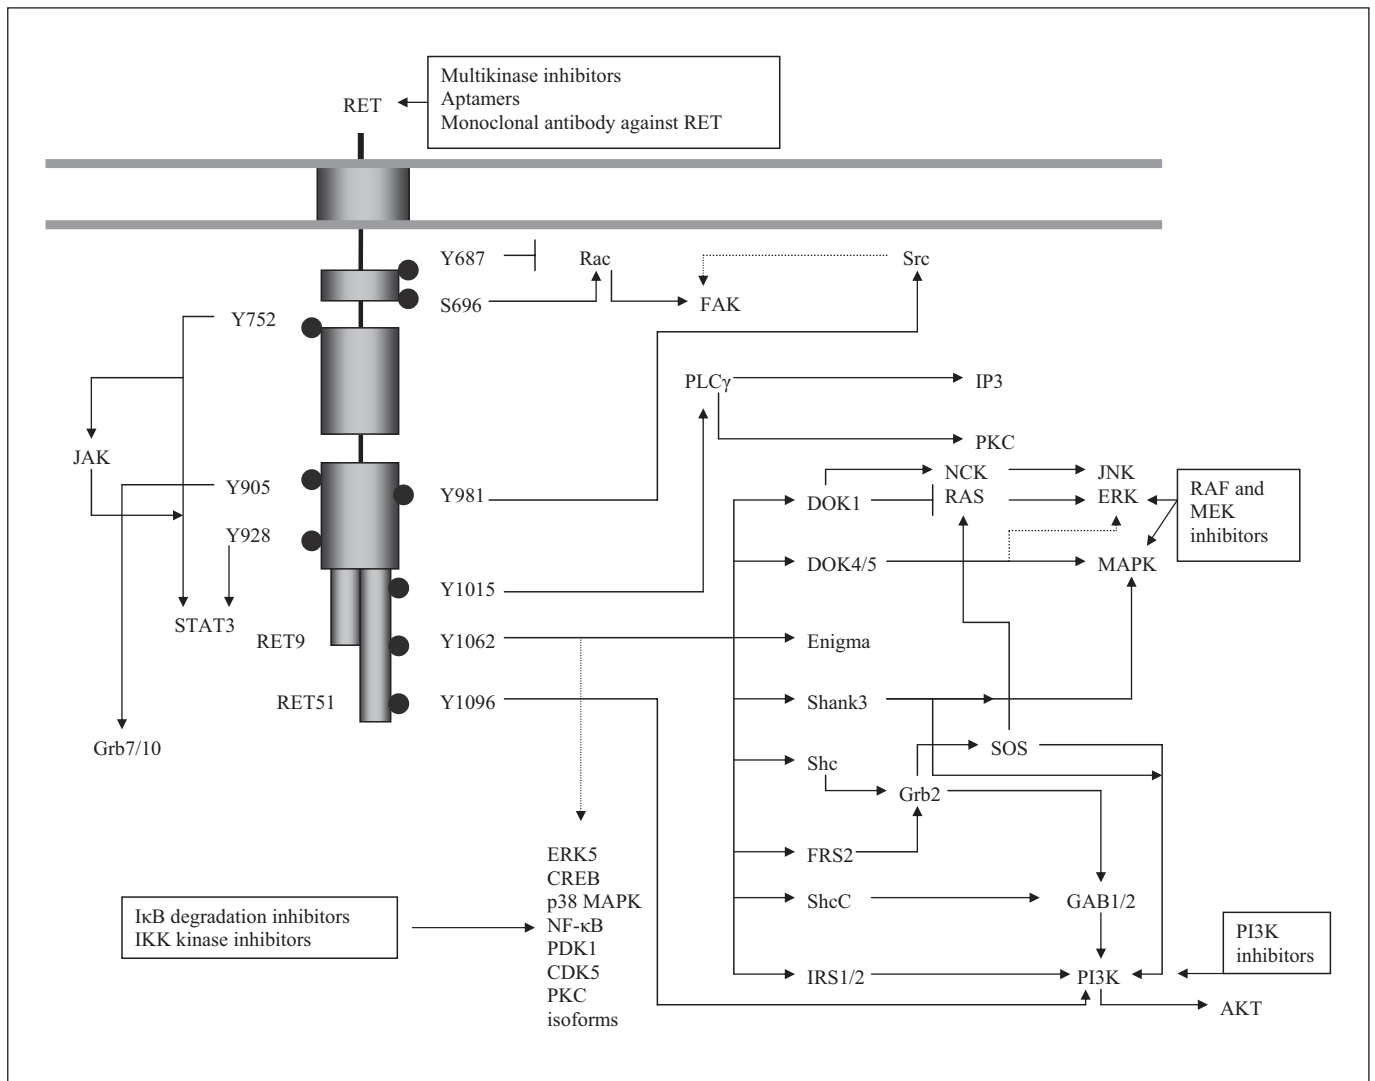 Multikinase inhibitors
Aptamers
Monoclonal antibody against RET
RET
Y687
Rac
Src
S696
FAK
Y752
PLCγ
IP3
PKC
JAK
NCK
JNK
Y905
Y981
DOK1
RAS
ERK
RAF and
MEK
inhibitors
Y928
DOK4/5
MAPK
Y1015
STAT3
RET9
Y1062
Enigma
RET51
Y1096
Shank3
Grb7/10
SOS
Shc
Grb2
ERK5
CREB
p38 MAPK
NF-κB
PDK1
CDK5
PKC
isoforms
FRS2
IκB degradation inhibitors
IKK kinase inhibitors
ShcC
GAB1/2
PI3K
inhibitors
IRS1/2
PI3K
AKT